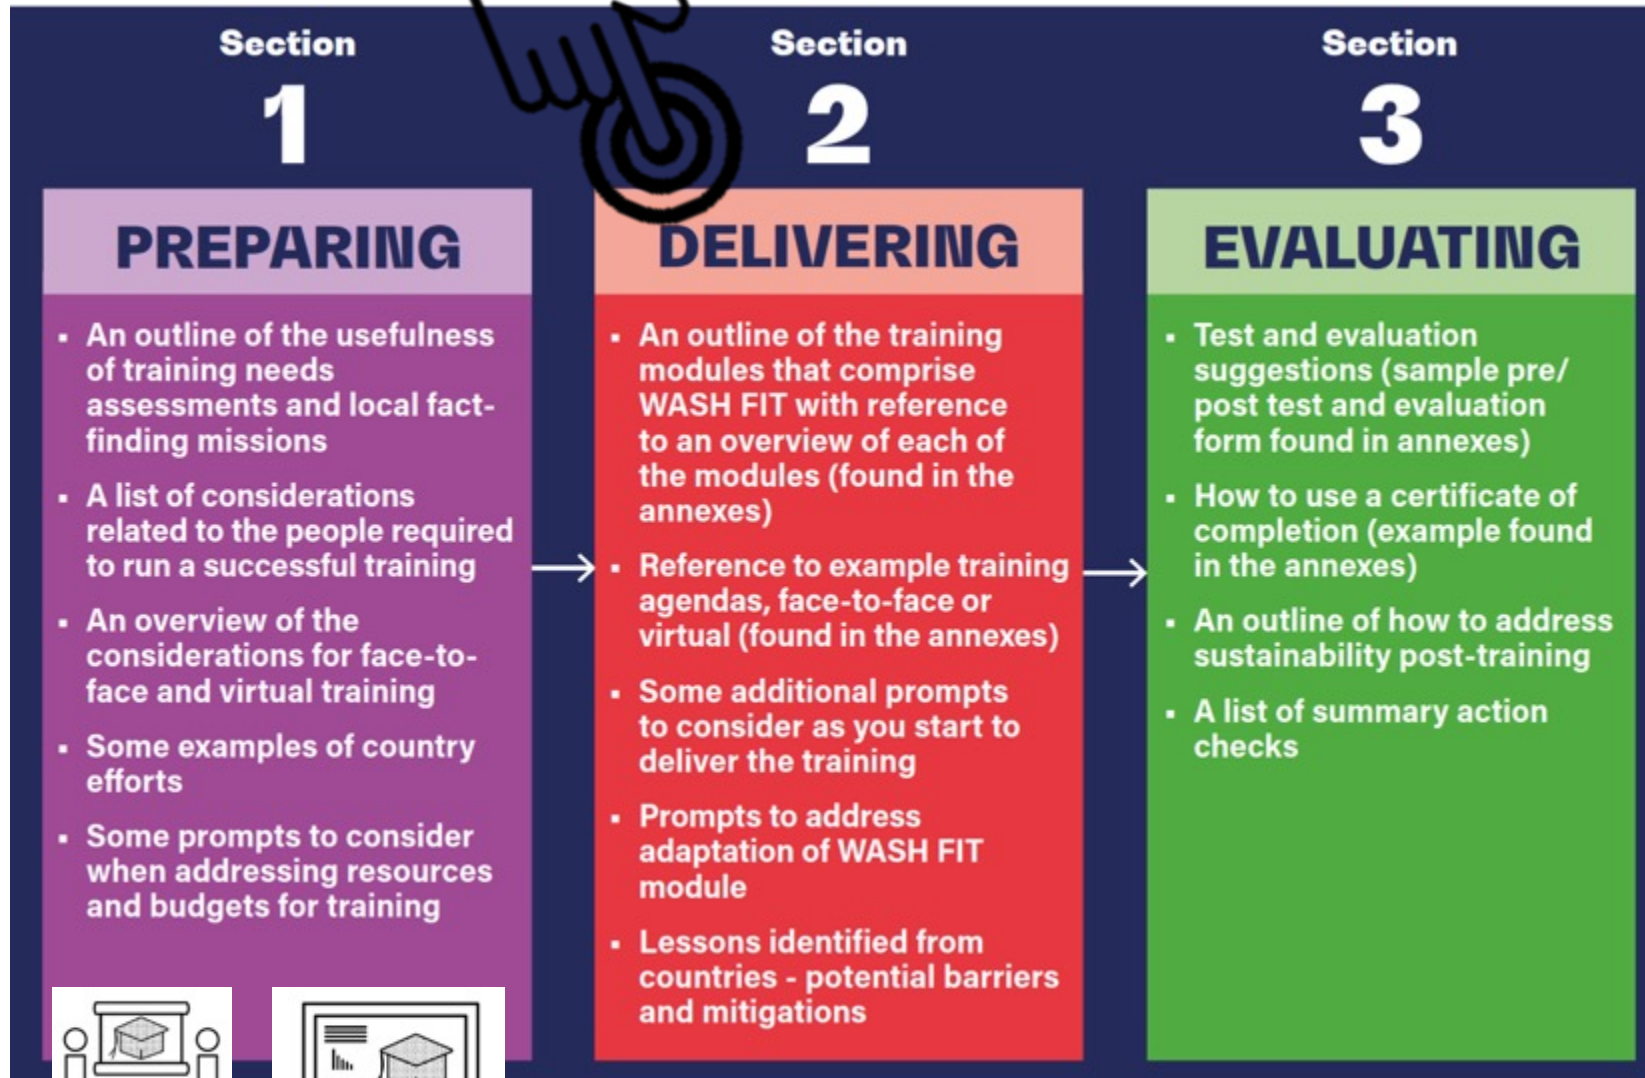 Section
1
PREPARING
▪ An outline of the usefulness
of training needs
assessments and local fact-
finding missions
▪ A list of considerations
related to the people required
to run a successful training
▪ An overview of the
considerations for face-to-
face and virtual training
▪ Some examples of country
efforts
▪ Some prompts to consider
when addressing resources
and budgets for training
Section
2
DELIVERING
▪ An outline of the training
modules that comprise
WASH FIT with reference
to an overview of each of
the modules (found in the
annexes)
▪ Reference to example training
agendas, face-to-face or
virtual (found in the annexes)
▪ Some additional prompts
to consider as you start to
deliver the training
▪ Prompts to address
adaptation of WASH FIT
module
▪ Lessons identified from
countries - potential barriers
and mitigations
Section
3
EVALUATING
▪ Test and evaluation
suggestions (sample pre/
post test and evaluation
form found in annexes)
▪ How to use a certificate of
completion (example found
in the annexes)
▪ An outline of how to address
sustainability post-training
▪ A list of summary action
checks